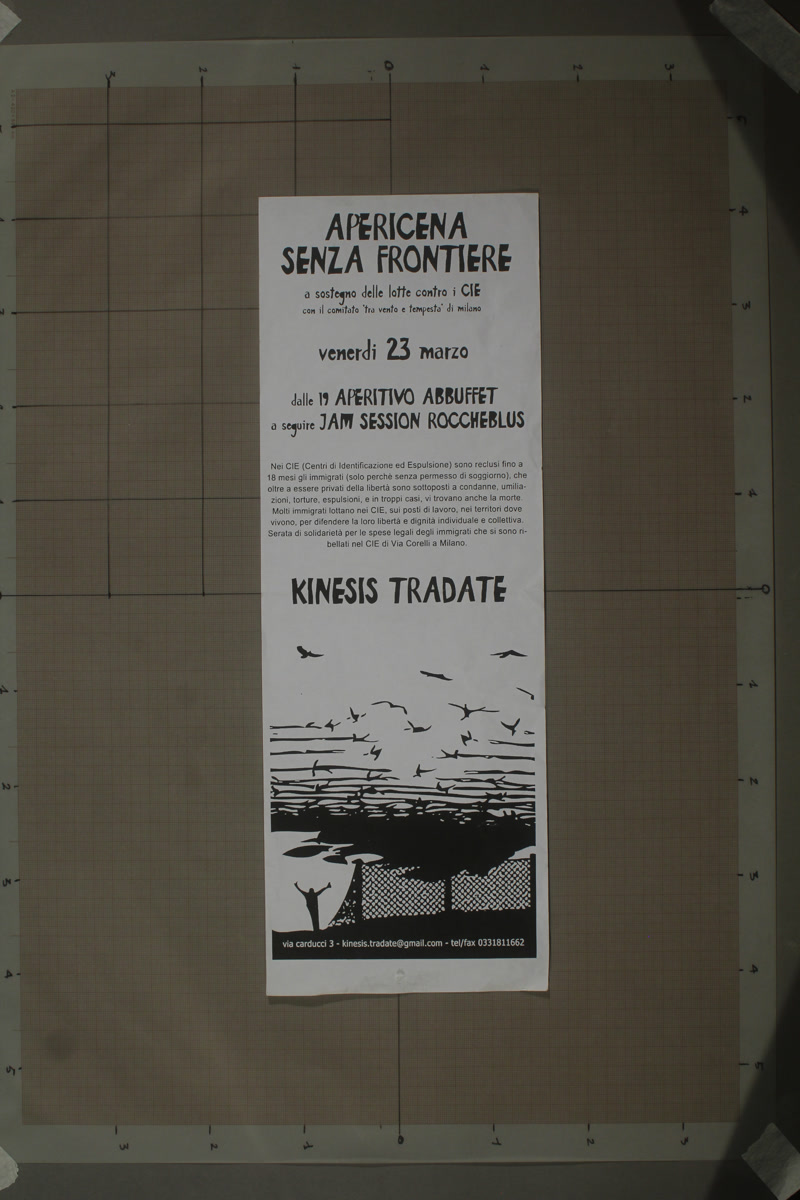 APERICENA
SENZA FRONTIERE
a sostegno delle lotte contro i CIE
con il comitato "tra vento e tempesta" di milano
venerdi 23 marzo
dalle 19 APERITIVO ABBUFFET
a seguire JAM SESSION ROCCHEBLUS
Nei CIE (Centri di Identificazione ed Espulsione) sono reclusi fino a
18 mesi gli immigrati (solo perché senza permesso di soggiorno), che
oltre a essere privati della libertà sono sottoposti a condanne, umilia-
zioni, torture, espulsioni, e in troppi casi, vi trovano anche la morte.
Molti immigrati lottano nei CIE, sui posti di lavoro, nei territori dove
vivono, per difendere la loro libertà e dignità individuale e collettiva.
Serata di solidarietà per le spese legali degli immigrati che si sono ri-
bellati nel CIE di Via Corelli a Milano.
KINESIS TRADATE
via carducci 3 - kinesis.tradate@gmail.com - tel/fax 0331811662